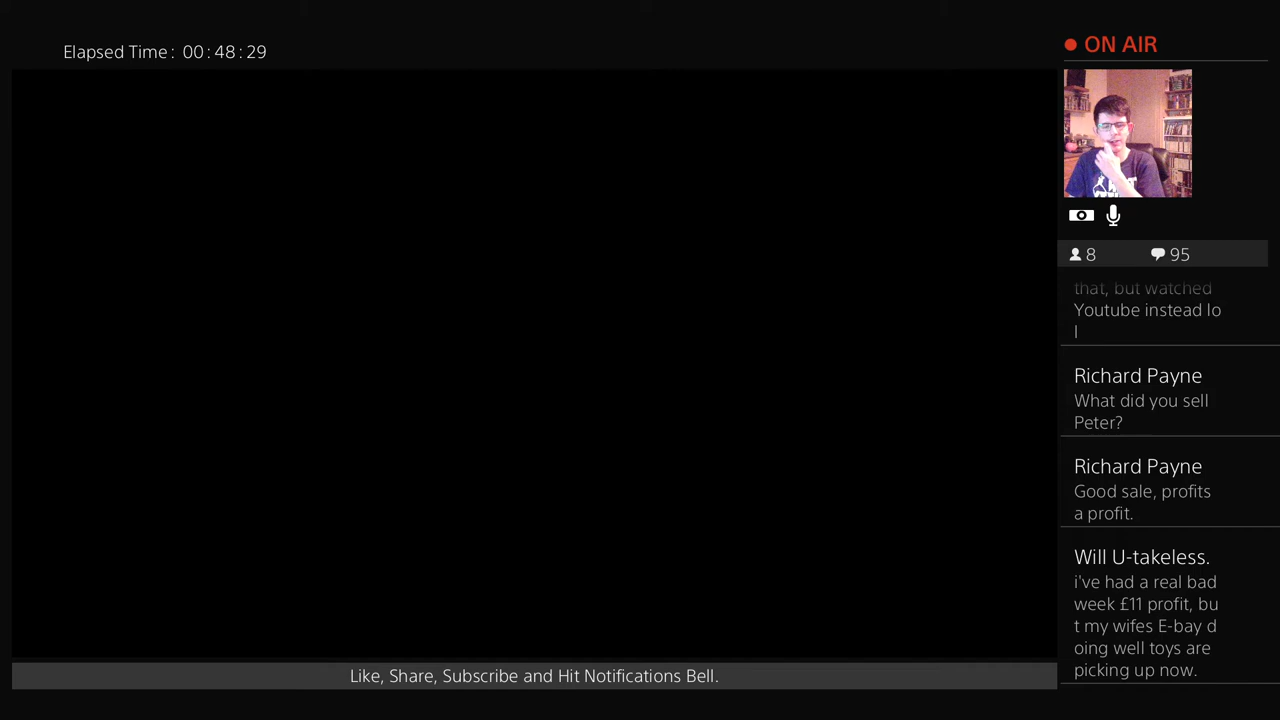 Elapsed Time: 00:48:29
ON AIR
8 95
that, but watched
Youtube instead lo
l
Richard Payne
What did you sell
Peter?
Richard Payne
Good sale, profits
a profit.
Will U-takeless.
i've had a real bad
week £11 profit, bu
t my wifes E-bay d
oing well toys are
picking up now.
Like, Share, Subscribe and Hit Notifications Bell.